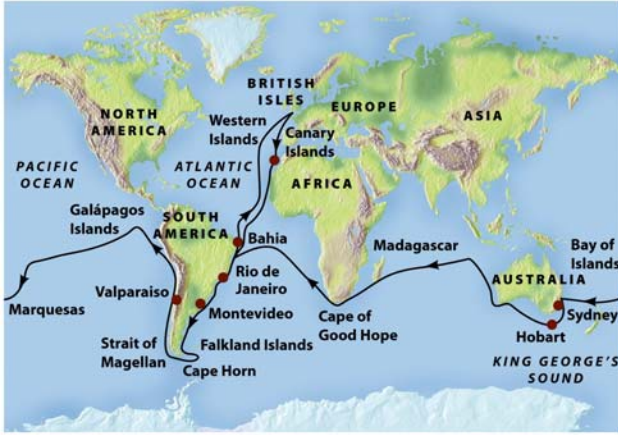 BRITISH
ISLES
EUROPE
NORTH
AMERICA
Western
Islands
Canary
Islands
ASIA
PACIFIC
OCEAN
ATLANTIC
OCEAN
AFRICA
Galápagos
Islands
SOUTH
AMERICA
Bahia
Madagascar
Bay of
Islands
Marquesas
Valparaiso
Rio de
Janeiro
Montevideo
AUSTRALIA
Sydney
Cape of
Good Hope
Hobart
Strait of
Magellan
Falkland Islands
Cape Horn
KING GEORGE'S
SOUND